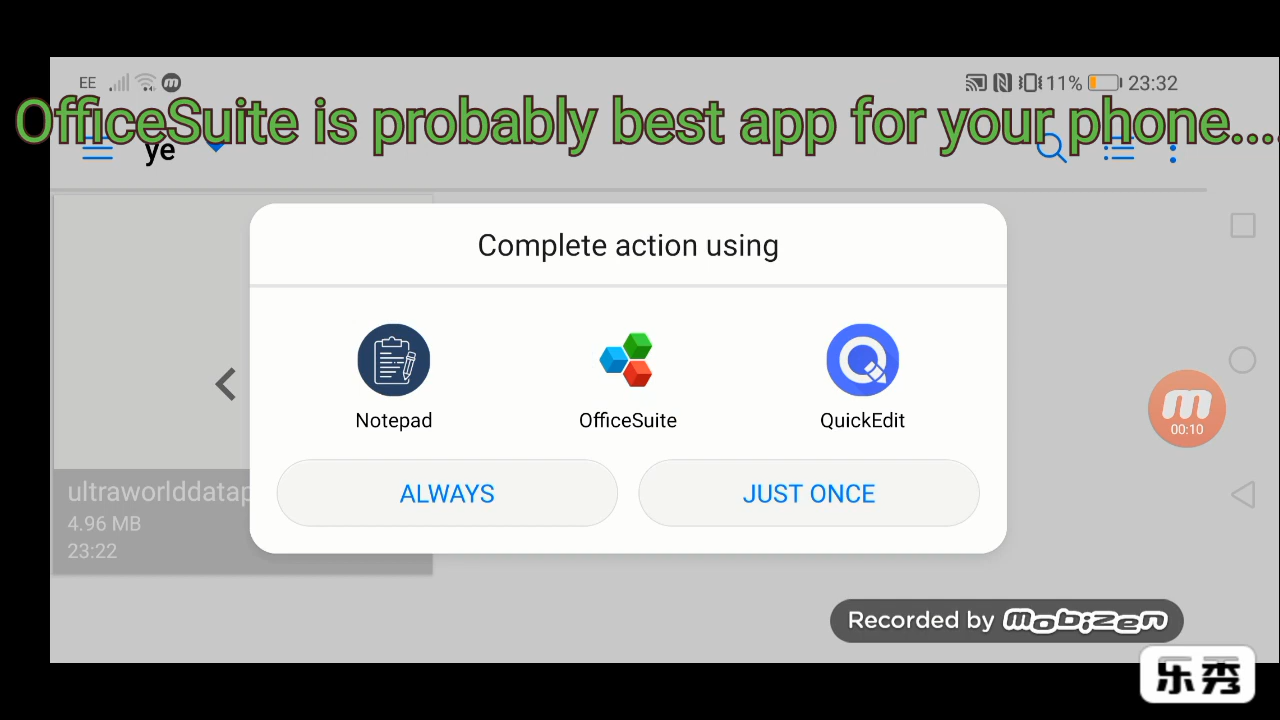 EE
11%
23:32
OfficeSuite is probably best app for your phone....
ye
Complete action using
Notepad
OfficeSuite
QuickEdit
00:10
ALWAYS
JUST ONCE
ultraworlddatap
4.96 MB
23:22
Recorded by mobizen
乐秀